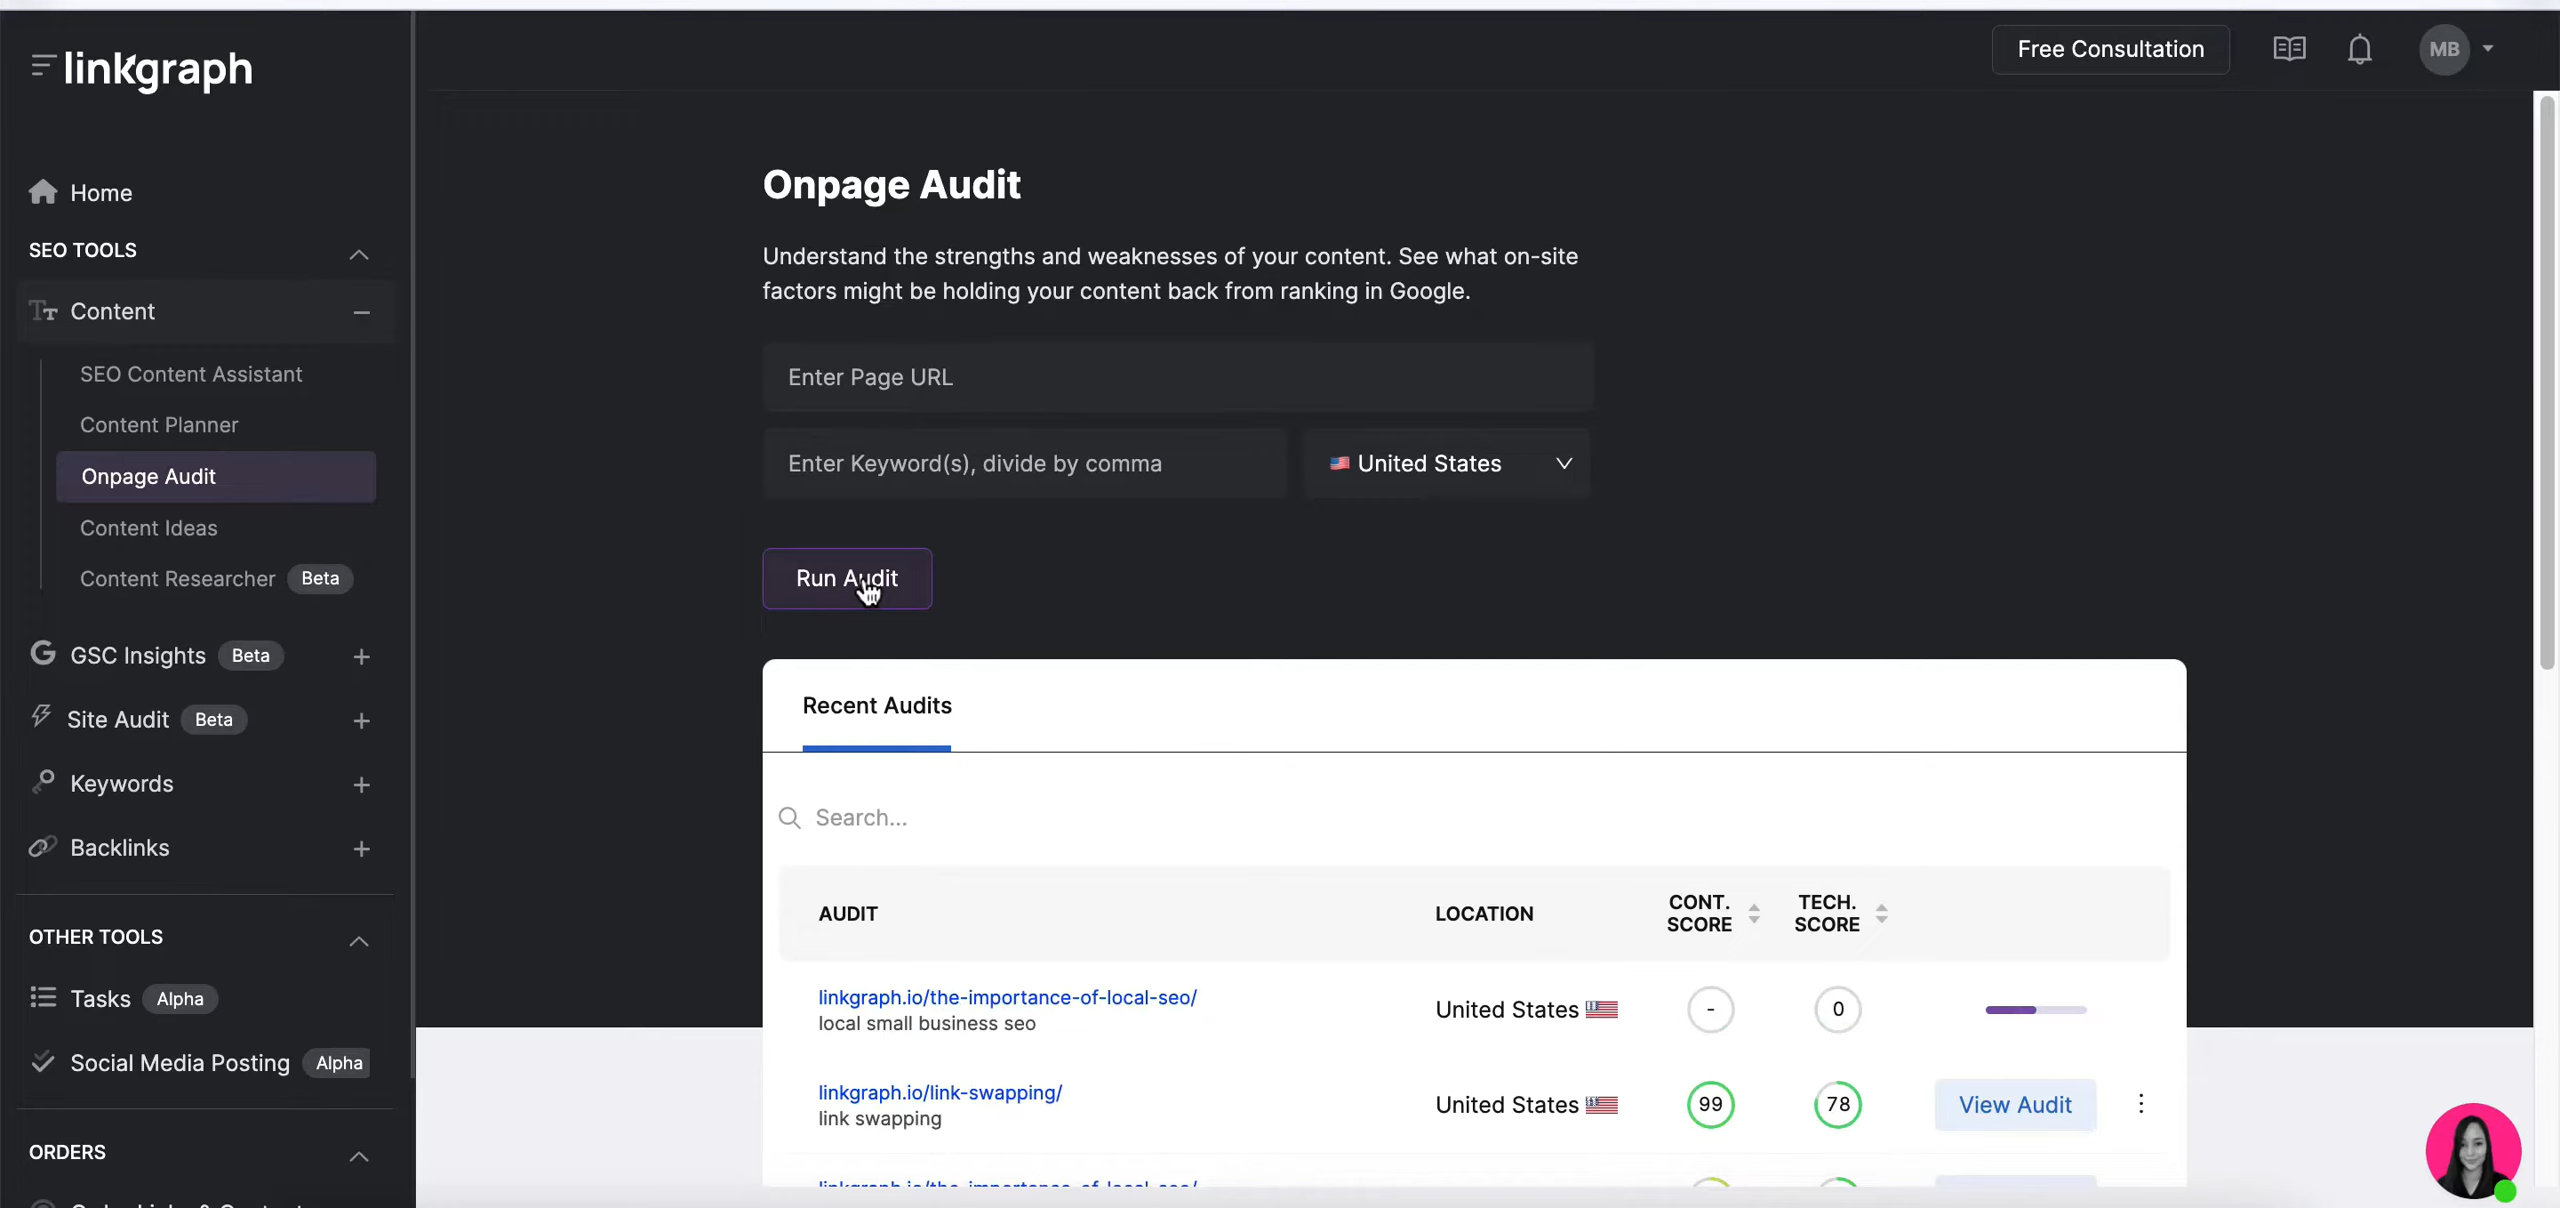 linkgraph
Free Consultation
MB
Home
SEO TOOLS
Content
SEO Content Assistant
Content Planner
Onpage Audit
Content Ideas
Content Researcher Beta
GSC Insights Beta
Site Audit Beta
Keywords
Backlinks
OTHER TOOLS
Tasks Alpha
Social Media Posting Alpha
ORDERS
Onpage Audit
Understand the strengths and weaknesses of your content. See what on-site
factors might be holding your content back from ranking in Google.
Enter Page URL
Enter Keyword(s), divide by comma
United States
Run Audit
Recent Audits
Search...
AUDIT LOCATION CONT. SCORE TECH. SCORE
linkgraph.io/the-importance-of-local-seo/
local small business seo
United States - 0
linkgraph.io/link-swapping/
link swapping
United States 99 78 View Audit